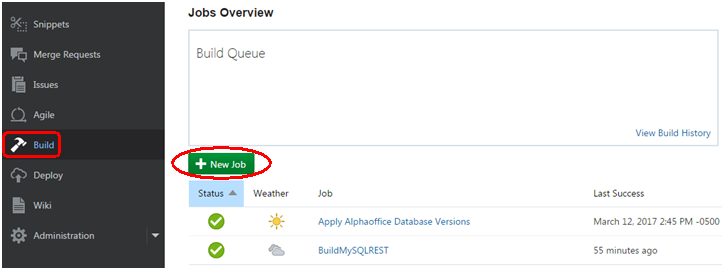 Snippets
Merge Requests
Issues
Agile
Build
Deploy
Wiki
Administration
Jobs Overview
Build Queue
View Build History
New Job
Status Weather Job Last Success
Apply Alphaoffice Database Versions March 12, 2017 2:45 PM -0500
BuildMySQLREST 55 minutes ago